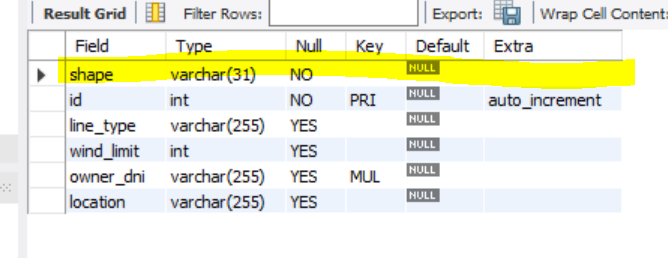 Result Grid Filter Rows: Export: Wrap Cell Content:
Field Type Null Key Default Extra
shape varchar(31) NO NULL
id int NO PRI NULL auto_increment
line_type varchar(255) YES NULL
wind_limit int YES NULL
owner_dni varchar(255) YES MUL NULL
location varchar(255) YES NULL